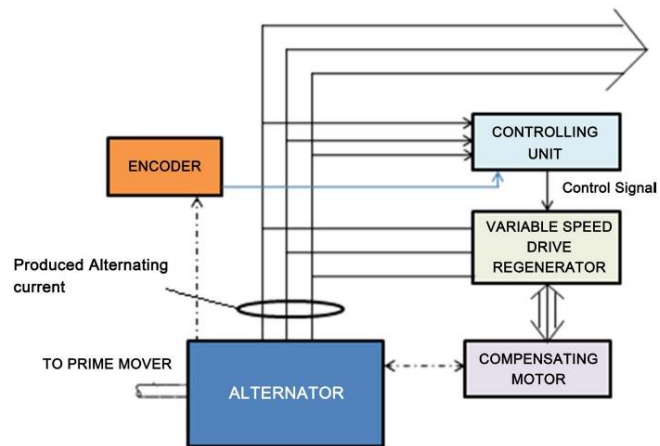 CONTROLLING
UNIT
ENCODER
Control Signal
VARIABLE SPEED
DRIVE
REGENERATOR
Produced Alternating
current
TO PRIME MOVER
ALTERNATOR
COMPENSATING
MOTOR